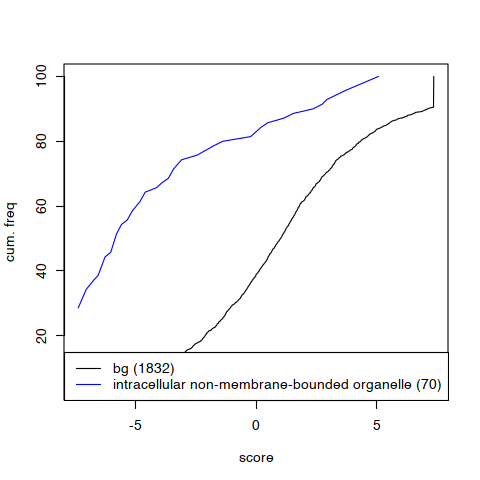 cum. freq
100
80
60
40
20
bg (1832)
intracellular non-membrane-bounded organelle (70)
-5 0 5
score